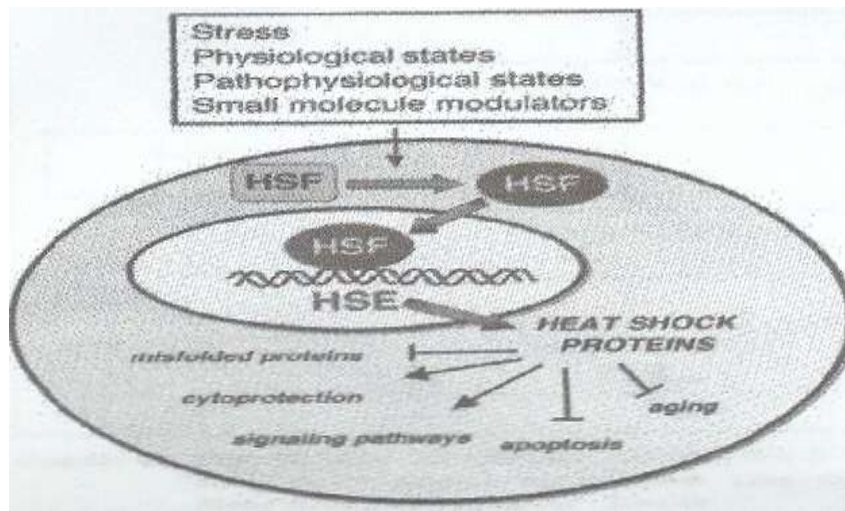 Stress
Physiological states
Pathophysiological states
Small molecule modulators
HSF
HSF
HSF
HSE
HEAT SHOCK
PROTEINS
misfolded proteins
cytoprotection
signaling pathways
apoptosis
aging